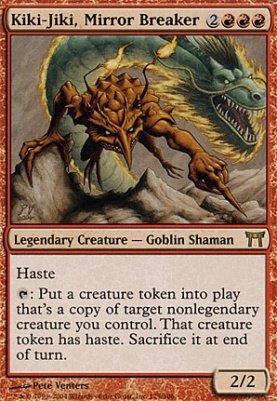 Kiki-Jiki, Mirror Breaker 2
Legendary Creature — Goblin Shaman
Haste
: Put a creature token into play
that's a copy of target nonlegendary
creature you control. That creature
token has haste. Sacrifice it at end
of turn.
Pete Venters
2/2